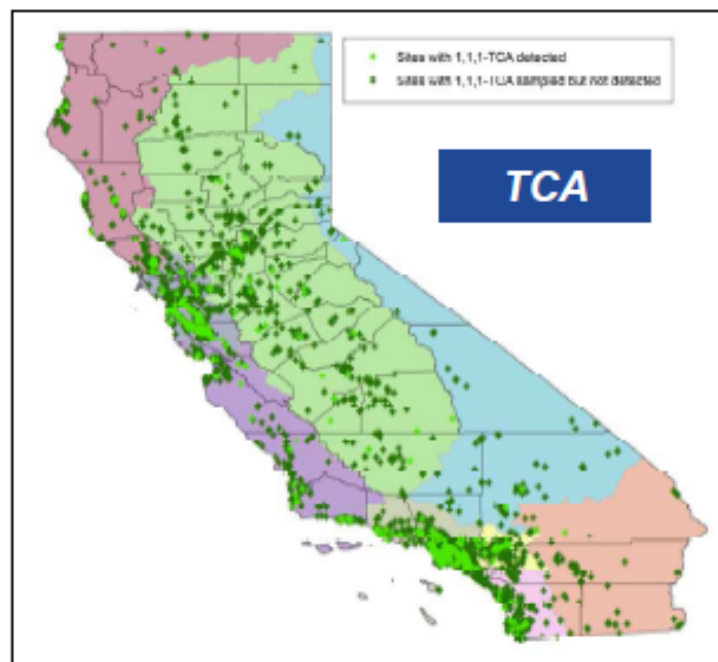 Sites with 1,1,1-TCA detected
Sites with 1,1,1-TCA sampled but not detected
TCA